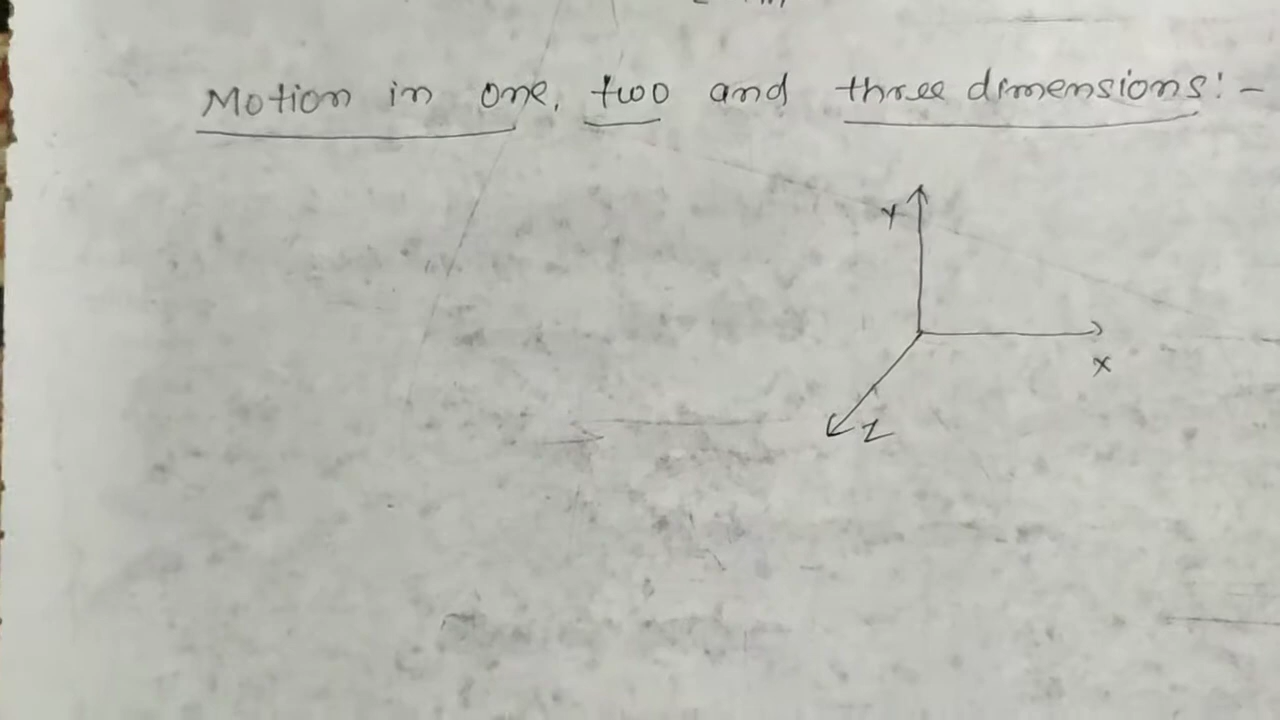 Motion in one, two and three dimensions:-
Y
X
Z